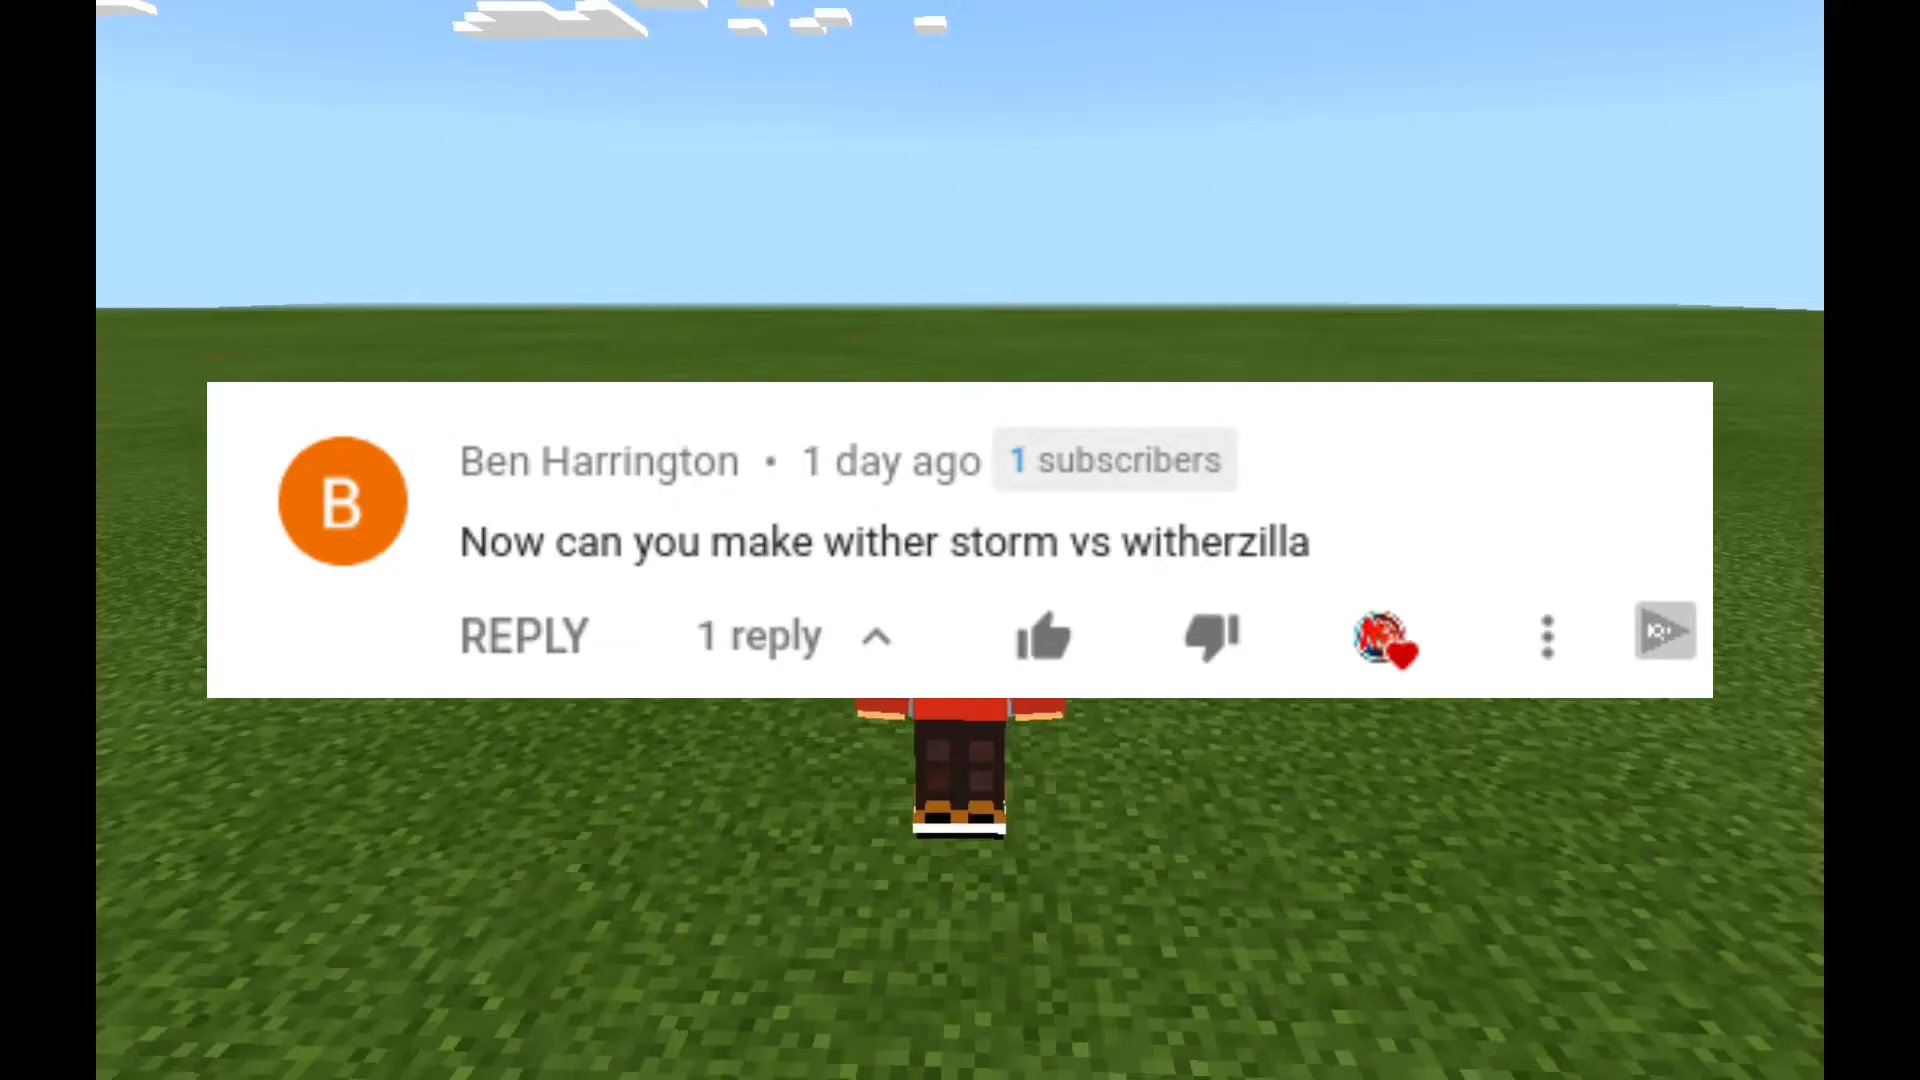 B
Ben Harrington • 1 day ago 1 subscribers
Now can you make wither storm vs witherzilla
REPLY 1 reply